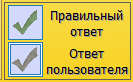 Правильный
ответ
Ответ
пользователя